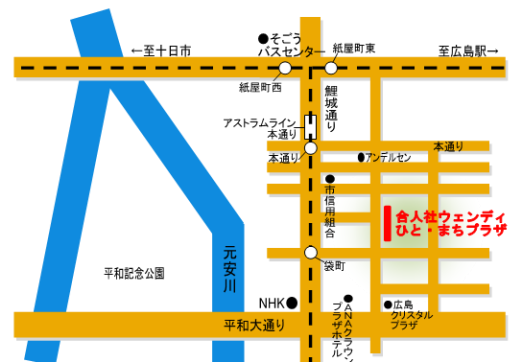 ●そごう
バスセンター
←至十日市
紙屋町東
至広島駅→
紙屋町西
鯉城通り
アストラムライン
本通り
本通り
本通り
●アンデルセン
●市信用組合
合人社ウェンディ
ひと・まちプラザ
袋町
元安川
平和記念公園
NHK●
平和大通り
●ANAクラウン
プラザホテル
●広島
クリスタル
プラザ